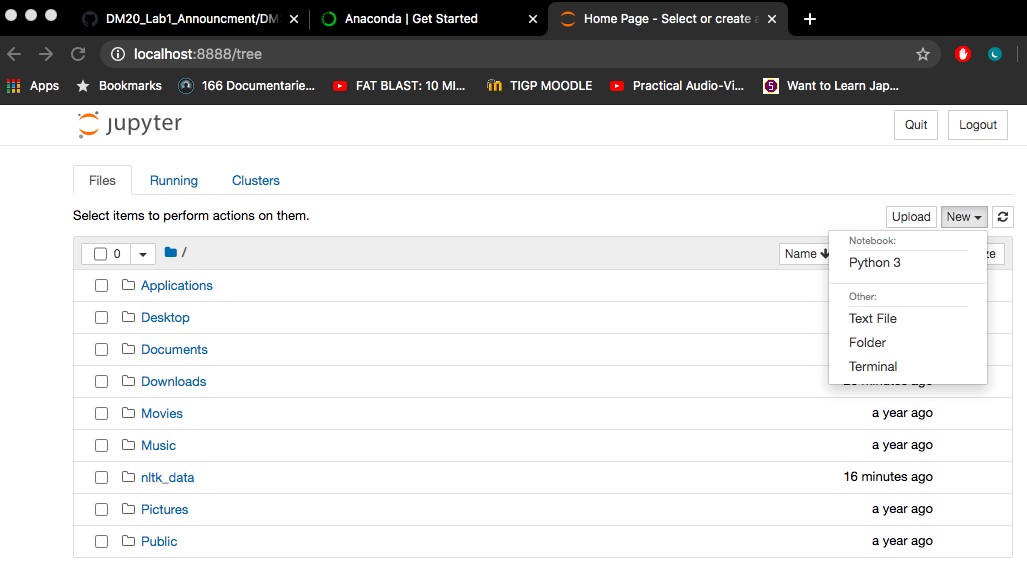 DM20_Lab1_Announcment/DM
Anaconda | Get Started
Home Page - Select or create a
localhost:8888/tree
Apps
Bookmarks
166 Documentarie...
FAT BLAST: 10 MI...
TIGP MOODLE
Practical Audio-Vi...
Want to Learn Jap...
jupyter
Quit
Logout
Files
Running
Clusters
Select items to perform actions on them.
Upload
New
0
/
Name
ze
Notebook:
Python 3
Other:
Text File
Folder
Terminal
Applications
Desktop
Documents
Downloads
Movies a year ago
Music a year ago
nltk_data 16 minutes ago
Pictures a year ago
Public a year ago